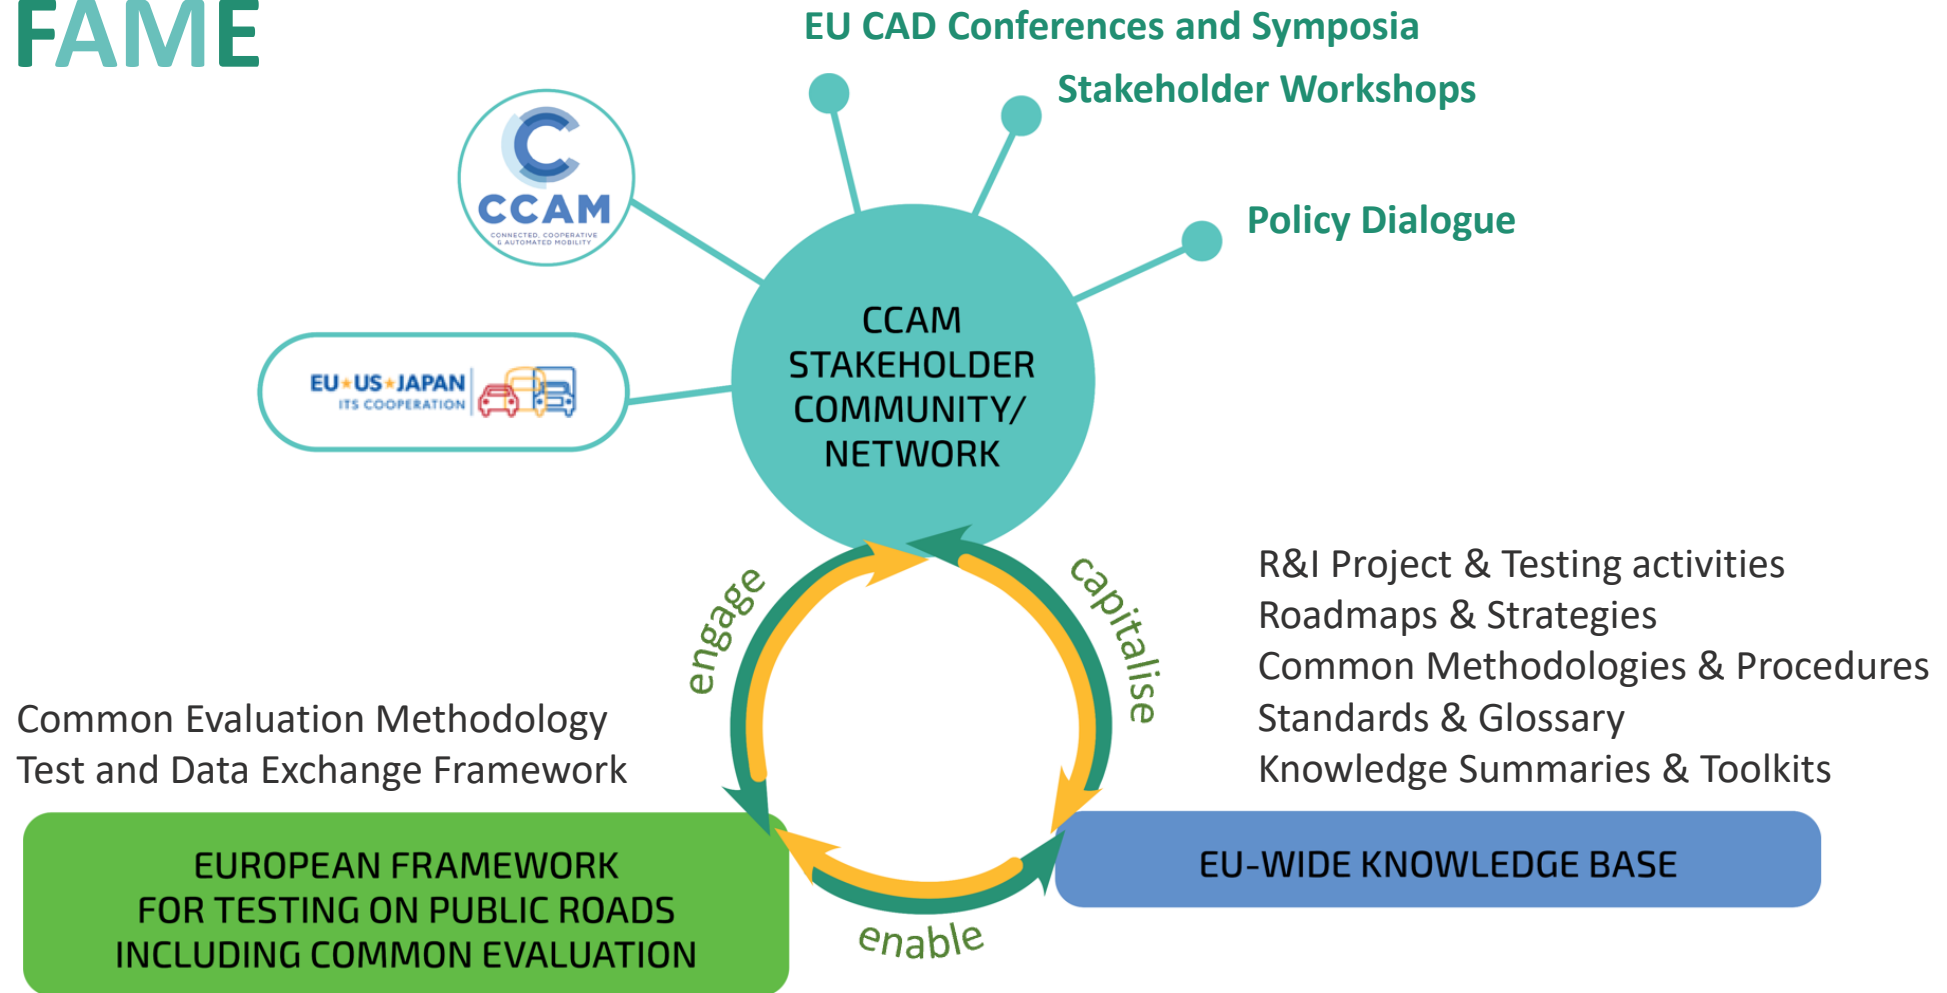 FAME
EU CAD Conferences and Symposia
Stakeholder Workshops
Policy Dialogue
C
CCAM
CONNECTED, COOPERATIVE
& AUTOMATED MOBILITY
EU★US★JAPAN
ITS COOPERATION
CCAM
STAKEHOLDER
COMMUNITY/
NETWORK
engage
capitalise
enable
R&I Project & Testing activities
Roadmaps & Strategies
Common Methodologies & Procedures
Standards & Glossary
Knowledge Summaries & Toolkits
Common Evaluation Methodology
Test and Data Exchange Framework
EUROPEAN FRAMEWORK
FOR TESTING ON PUBLIC ROADS
INCLUDING COMMON EVALUATION
EU-WIDE KNOWLEDGE BASE